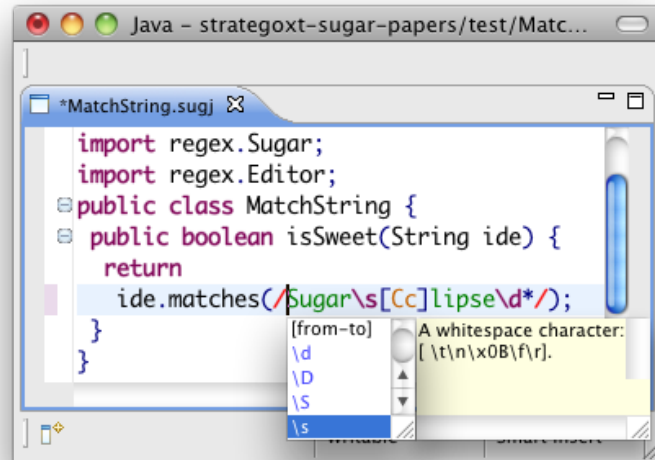 Java – strategoxt-sugar-papers/test/Matc...
*MatchString.sugj
import regex.Sugar;
import regex.Editor;
public class MatchString {
public boolean isSweet(String ide) {
return
ide.matches(/Sugar\s[Cc]lipse\d*/);
}
}
[from-to]
\d
\D
\S
\s
A whitespace character:
[ \t\n\x0B\f\r].